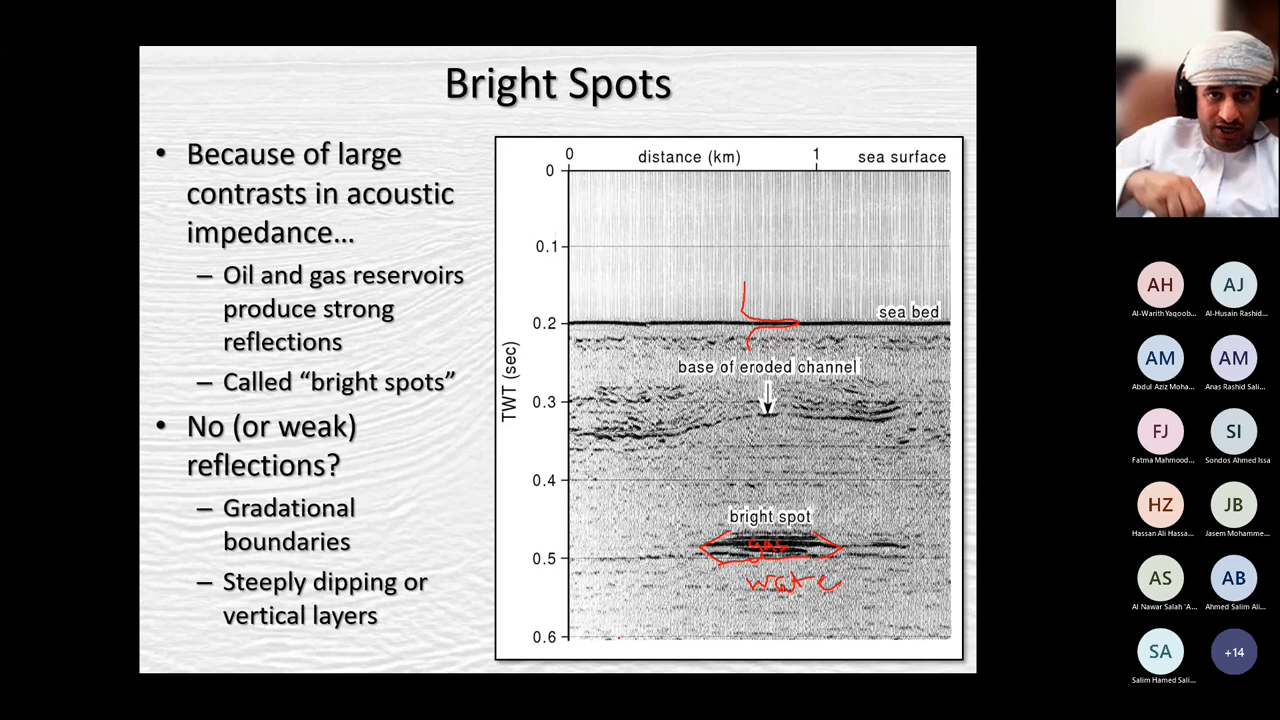 Bright Spots
• Because of large
contrasts in acoustic
impedance…
– Oil and gas reservoirs
produce strong
reflections
– Called “bright spots”
• No (or weak)
reflections?
– Gradational
boundaries
– Steeply dipping or
vertical layers
0 distance (km) 1 sea surface
0
0.1
sea bed
0.2
base of eroded channel
TWT (sec)
0.3
0.4
bright spot
gas
0.5
0.6
AH
Al-Warith Yaqoob...
AJ
Al-Husain Rashid...
AM
Abdul Aziz Moha...
AM
Anas Rashid Sali...
FJ
Fatma Mahmood...
SI
Sondos Ahmed Issa
HZ
Hassan Ali Hassa...
JB
Jasem Mohamme...
AS
Al Nawar Salah 'A...
AB
Ahmed Salim Ali...
SA
Salim Hamed Sali...
+14